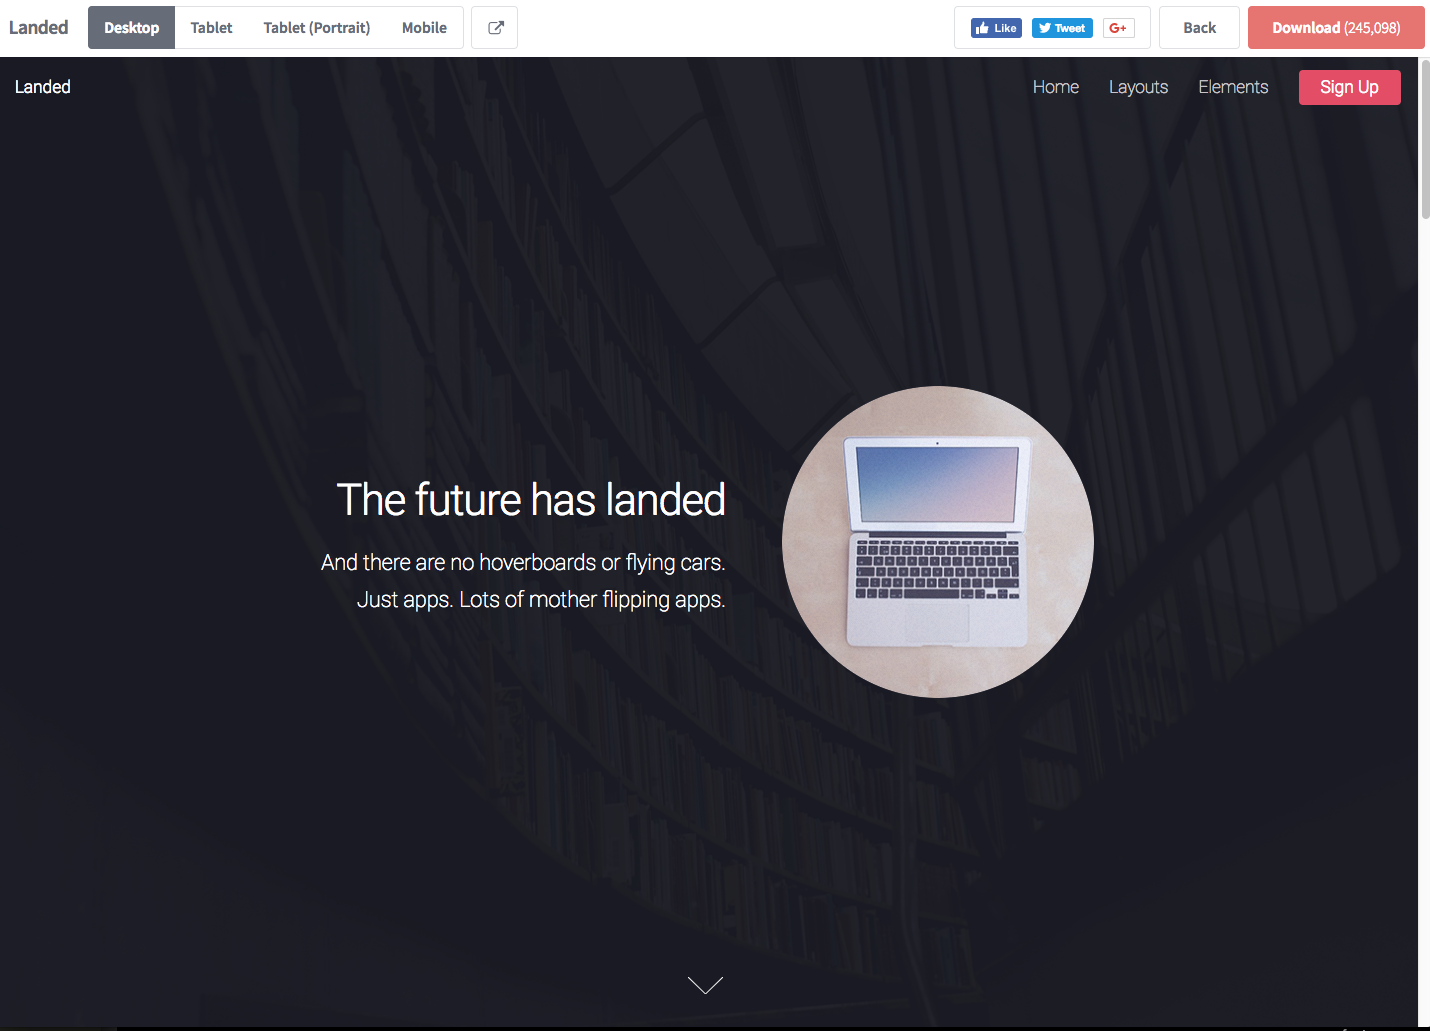 Landed
Desktop
Tablet
Tablet (Portrait)
Mobile
Like
Tweet
G+
Back
Download (245,098)
Landed
Home
Layouts
Elements
Sign Up
The future has landed
And there are no hoverboards or flying cars.
Just apps. Lots of mother flipping apps.